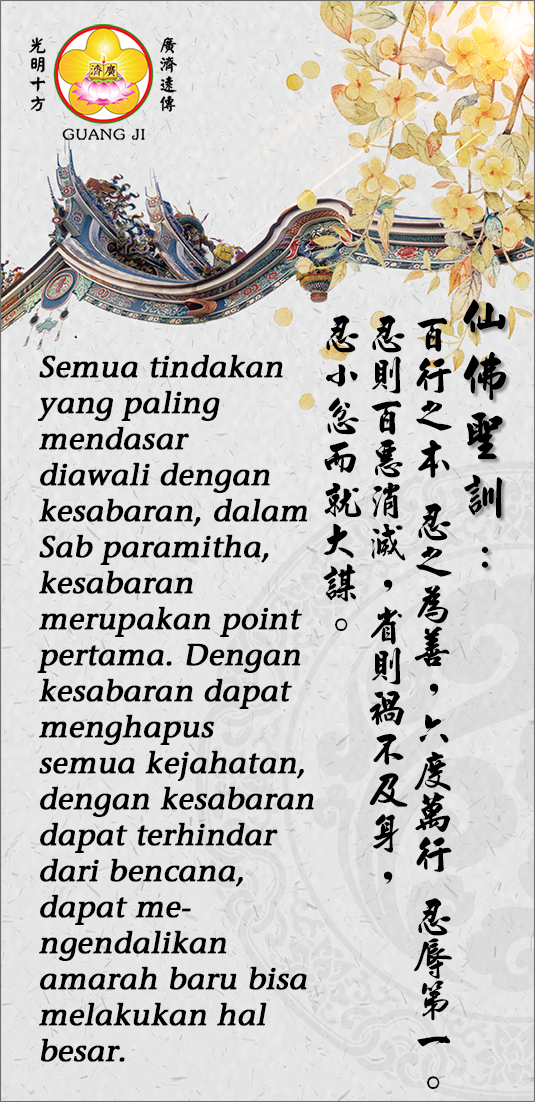 光明十方
廣濟遠傳
廣濟
GUANG JI
仙佛聖訓：
百行之本 忍之為善，六度萬行 忍辱第一。
忍則百惡消滅，省則禍不及身，
忍小忿而就大謀。
Semua tindakan
yang paling
mendasar
diawali dengan
kesabaran, dalam
Sab paramitha,
kesabaran
merupakan point
pertama. Dengan
kesabaran dapat
menghapus
semua kejahatan,
dengan kesabaran
dapat terhindar
dari bencana,
dapat me-
ngendalikan
amarah baru bisa
melakukan hal
besar.